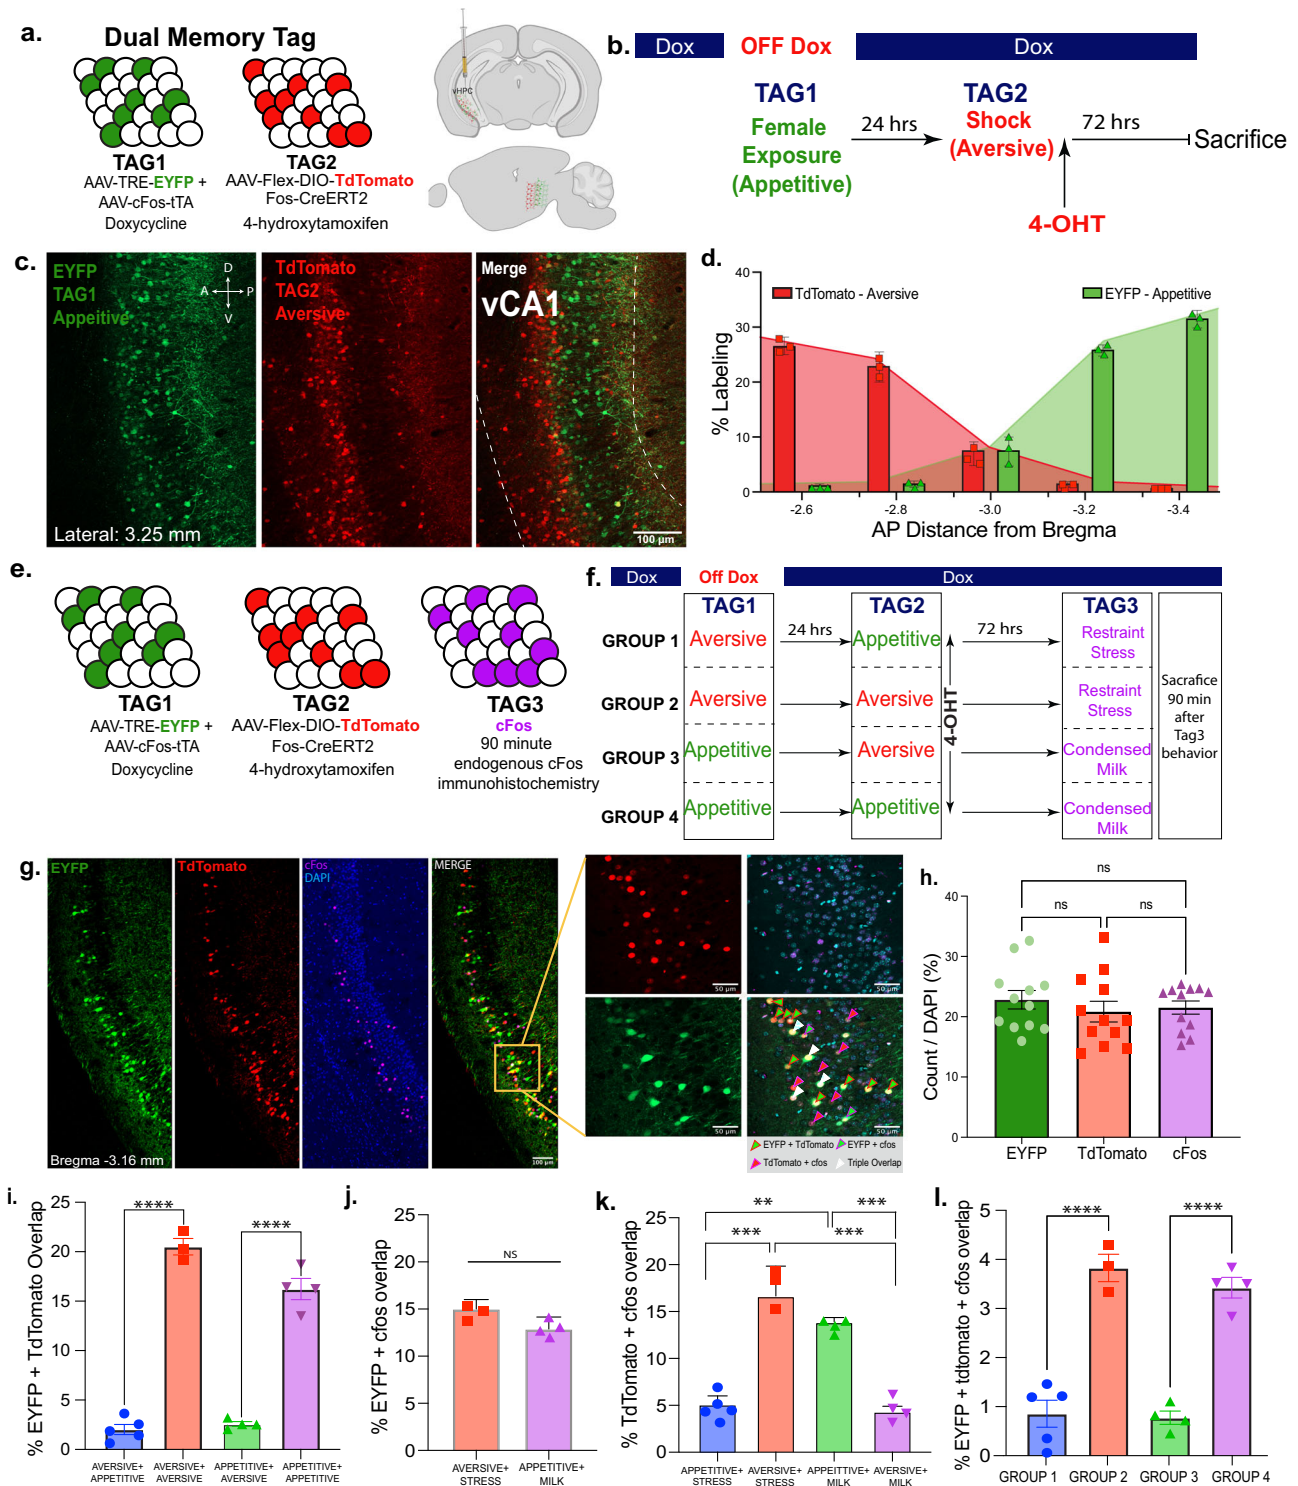 a.
Dual Memory Tag
TAG1
AAV-TRE-EYFP +
AAV-cFos-tTA
Doxycycline
TAG2
AAV-Flex-DIO-TdTomato
Fos-CreERT2
4-hydroxytamoxifen
vHPC
b.
Dox
OFF Dox
Dox
TAG1
Female
Exposure
(Appetitive)
24 hrs
TAG2
Shock
(Aversive)
72 hrs
Sacrifice
4-OHT
c.
EYFP
TAG1
Appeitive
D
A
P
V
Lateral: 3.25 mm
TdTomato
TAG2
Aversive
Merge
vCA1
100 µm
d.
% Labeling
40
30
20
10
0
TdTomato - Aversive
EYFP - Appetitive
-2.6
-2.8
-3.0
-3.2
-3.4
AP Distance from Bregma
e.
TAG1
AAV-TRE-EYFP +
AAV-cFos-tTA
Doxycycline
TAG2
AAV-Flex-DIO-TdTomato
Fos-CreERT2
4-hydroxytamoxifen
TAG3
cFos
90 minute
endogenous cFos
immunohistochemistry
f.
Dox
Off Dox
Dox
TAG1
TAG2
TAG3
GROUP 1
Aversive
24 hrs
Appetitive
72 hrs
Restraint
Stress
GROUP 2
Aversive
Aversive
Restraint
Stress
GROUP 3
Appetitive
Aversive
Condensed
Milk
GROUP 4
Appetitive
Appetitive
Condensed
Milk
4-OHT
Sacrafice
90 min
after
Tag3
behavior
g.
EYFP
Bregma -3.16 mm
TdTomato
cFos
DAPI
MERGE
100 µm
50 µm
50 µm
50 µm
50 µm
EYFP + TdTomato
EYFP + cfos
TdTomato + cfos
Triple Overlap
h.
Count / DAPI (%)
40
30
20
10
0
ns
ns
ns
EYFP
TdTomato
cFos
i.
% EYFP + TdTomato Overlap
25
20
15
10
5
0
****
****
AVERSIVE+
APPETITIVE
AVERSIVE+
AVERSIVE
APPETITIVE+
AVERSIVE
APPETITIVE+
APPETITIVE
j.
% EYFP + cfos overlap
25
20
15
10
5
0
NS
AVERSIVE+
STRESS
APPETITIVE+
MILK
k.
% TdTomato + cfos overlap
25
20
15
10
5
0
**
***
***
***
APPETITIVE+
STRESS
AVERSIVE+
STRESS
APPEITTIVE+
MILK
AVERSIVE+
MILK
l.
% EYFP + tdtomato + cfos overlap
5
4
3
2
1
0
****
****
GROUP 1
GROUP 2
GROUP 3
GROUP 4